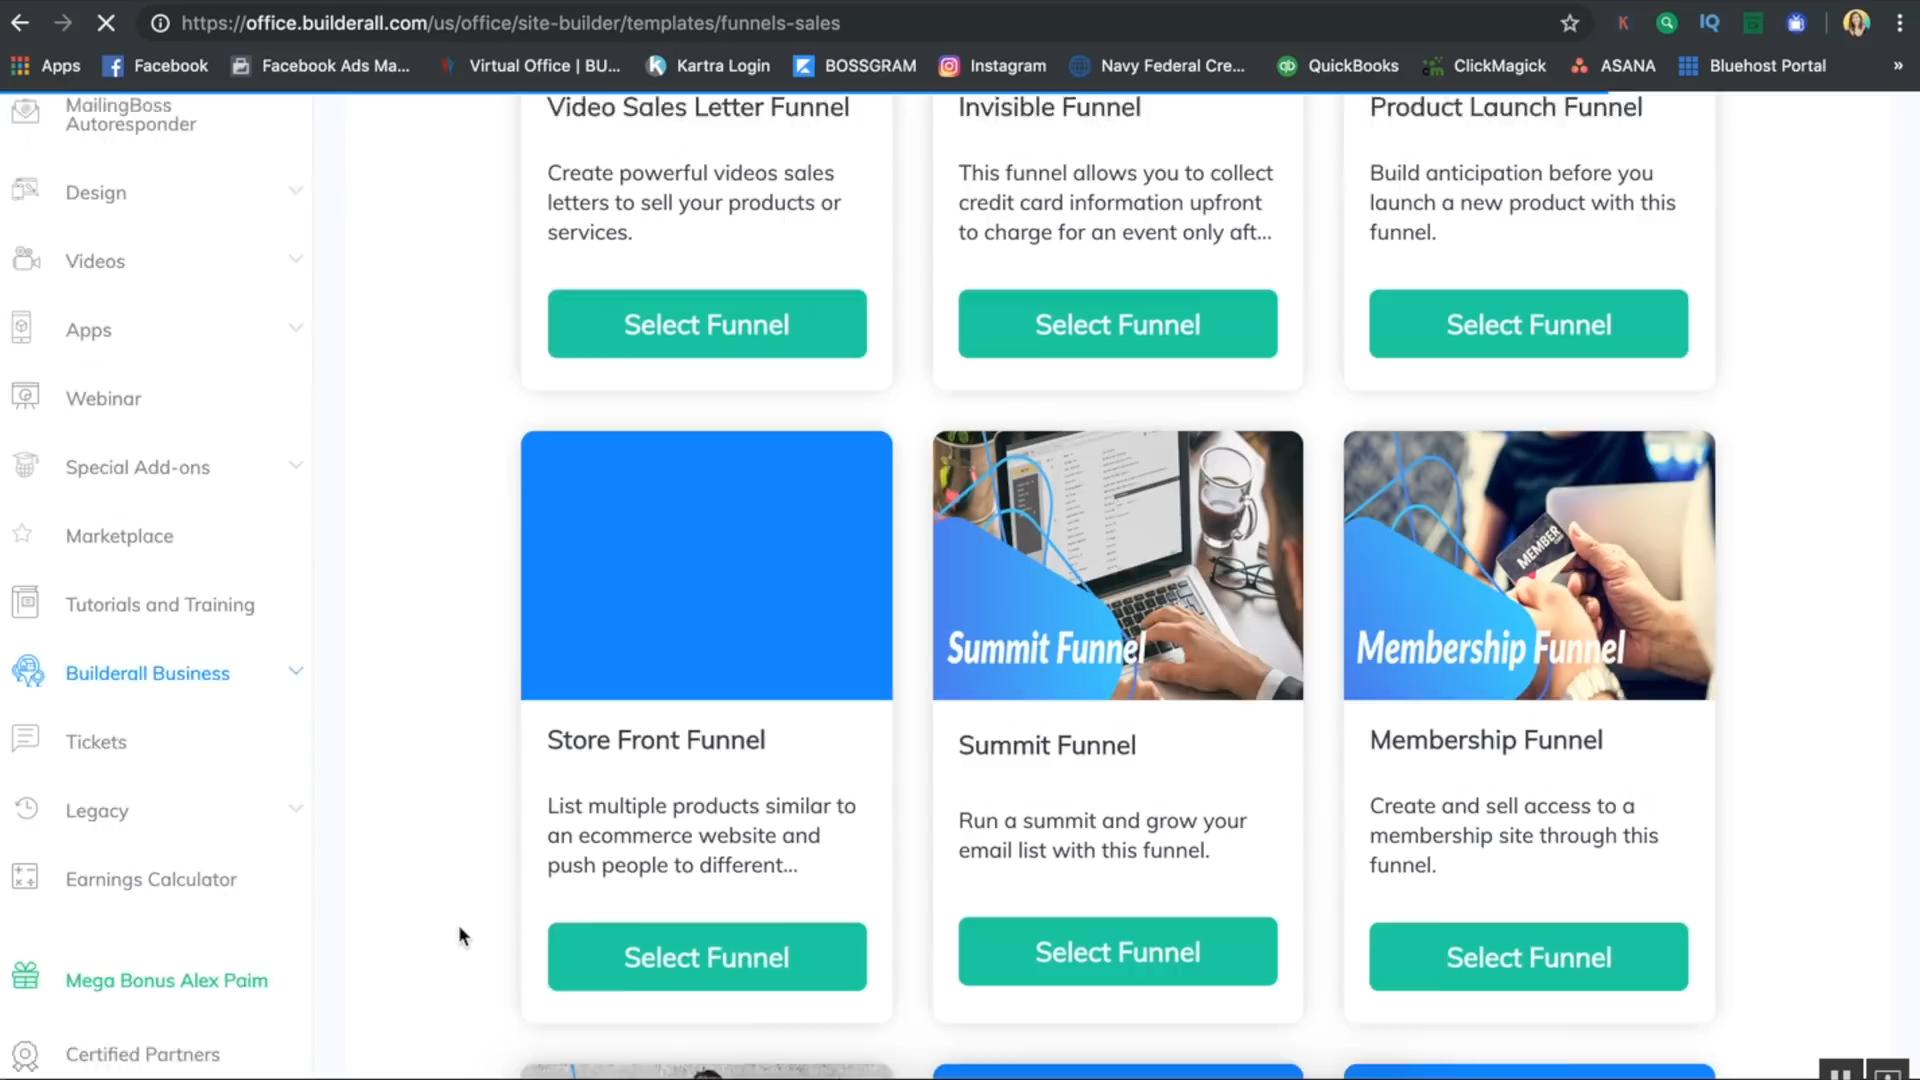 https://office.builderall.com/us/office/site-builder/templates/funnels-sales
K
IQ
Apps
Facebook
Facebook Ads Ma...
Virtual Office | BU...
Kartra Login
BOSSGRAM
Instagram
Navy Federal Cre...
QuickBooks
ClickMagick
ASANA
Bluehost Portal
»
MailingBoss
Autoresponder
Design
Videos
Apps
Webinar
Special Add-ons
Marketplace
Tutorials and Training
Builderall Business
Tickets
Legacy
Earnings Calculator
Mega Bonus Alex Paim
Certified Partners
Video Sales Letter Funnel
Create powerful videos sales
letters to sell your products or
services.
Select Funnel
Invisible Funnel
This funnel allows you to collect
credit card information upfront
to charge for an event only aft...
Select Funnel
Product Launch Funnel
Build anticipation before you
launch a new product with this
funnel.
Select Funnel
Store Front Funnel
List multiple products similar to
an ecommerce website and
push people to different...
Select Funnel
Summit Funnel
Summit Funnel
Run a summit and grow your
email list with this funnel.
Select Funnel
MEMBER
Membership Funnel
Membership Funnel
Create and sell access to a
membership site through this
funnel.
Select Funnel